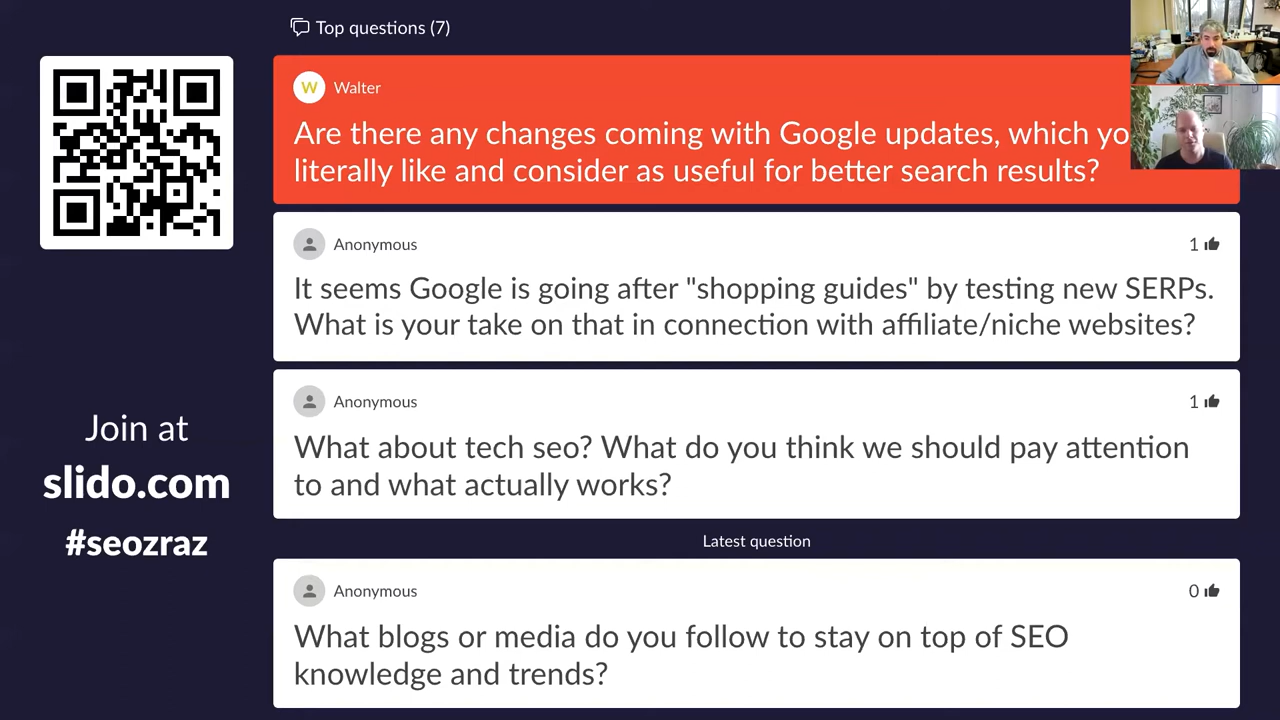 Top questions (7)
W
Walter
Are there any changes coming with Google updates, which yo
literally like and consider as useful for better search results?
Anonymous
1
It seems Google is going after "shopping guides" by testing new SERPs.
What is your take on that in connection with affiliate/niche websites?
Anonymous
1
What about tech seo? What do you think we should pay attention
to and what actually works?
Join at
slido.com
#seozraz
Latest question
Anonymous
0
What blogs or media do you follow to stay on top of SEO
knowledge and trends?